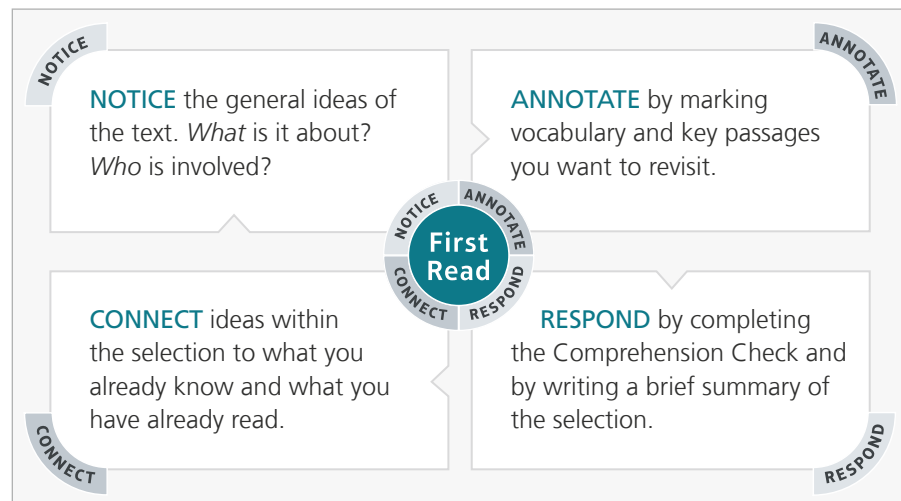 NOTICE
NOTICE the general ideas of
the text. What is it about?
Who is involved?
ANNOTATE
ANNOTATE by marking
vocabulary and key passages
you want to revisit.
NOTICE
ANNOTATE
First
Read
CONNECT
RESPOND
CONNECT ideas within
the selection to what you
already know and what you
have already read.
CONNECT
RESPOND by completing
the Comprehension Check and
by writing a brief summary of
the selection.
RESPOND